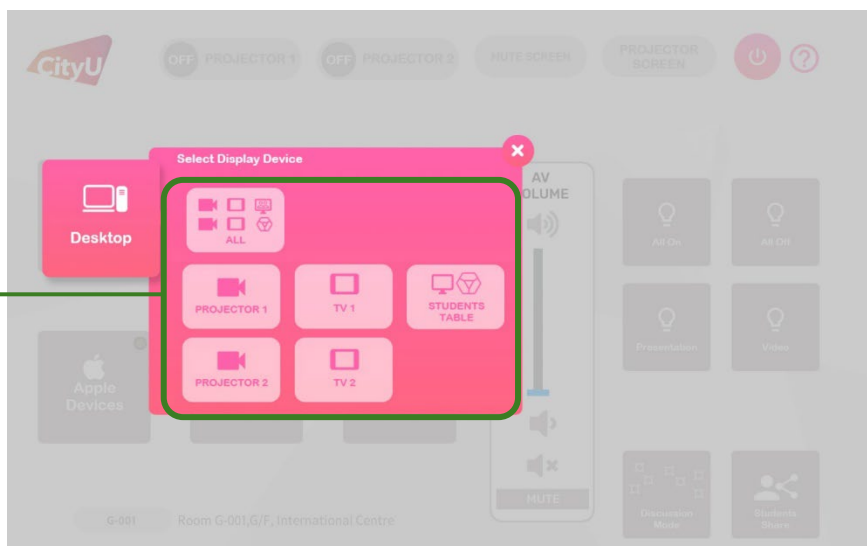 CityU
OFF PROJECTOR 1
OFF PROJECTOR 2
MUTE SCREEN
PROJECTOR
SCREEN
?
Select Display Device
Desktop
ALL
PROJECTOR 1
TV 1
STUDENTS
TABLE
PROJECTOR 2
TV 2
Apple
Devices
AV
OLUME
MUTE
All On
All Off
Presentation
Video
Discussion
Mode
Students
Share
G-001
Room G-001,G/F, International Centre